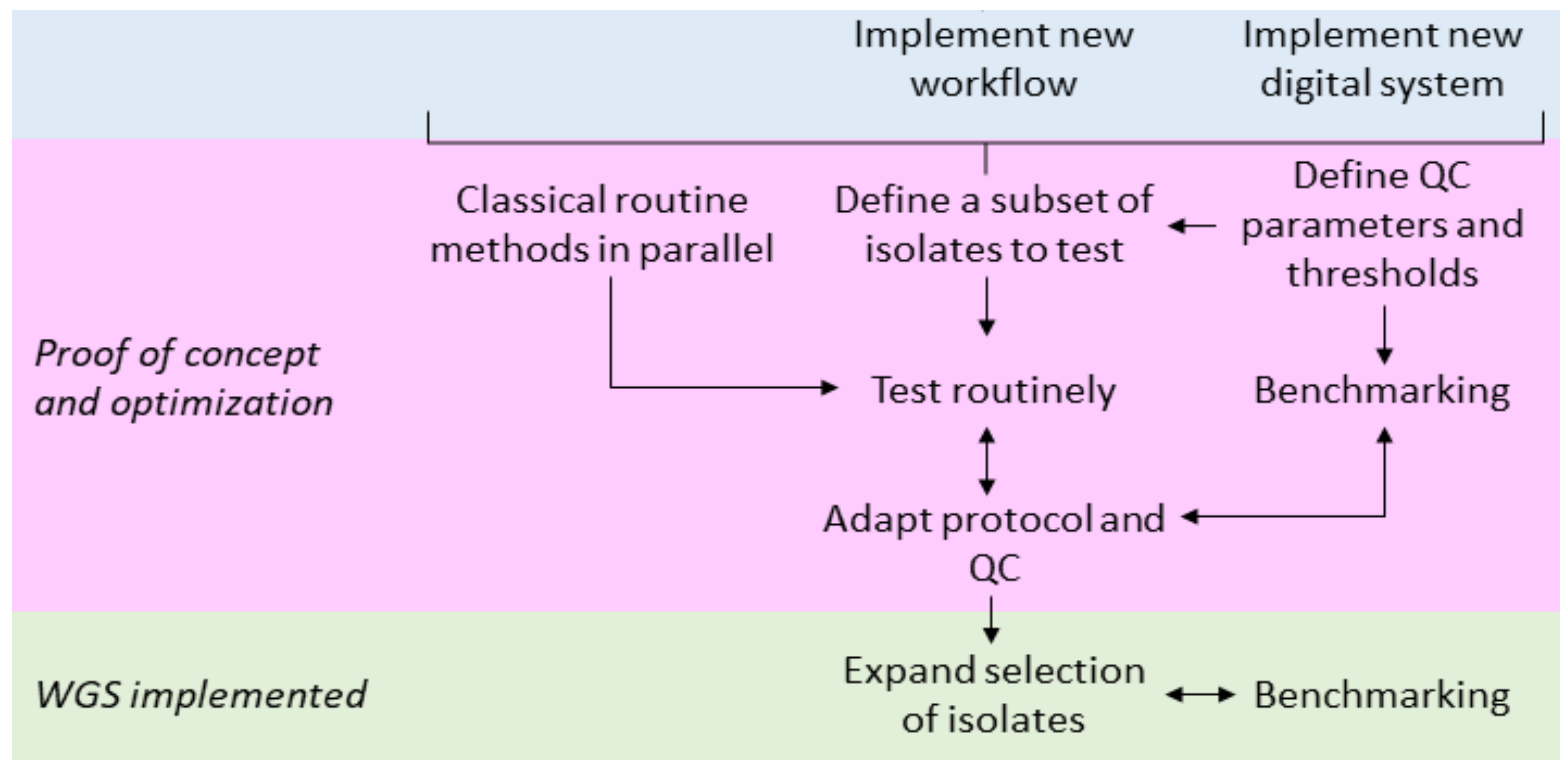 Implement new
workflow
Implement new
digital system
Classical routine
methods in parallel
Define a subset of
isolates to test
Define QC
parameters and
thresholds
Proof of concept
and optimization
Test routinely
Benchmarking
Adapt protocol and
QC
WGS implemented
Expand selection
of isolates
Benchmarking